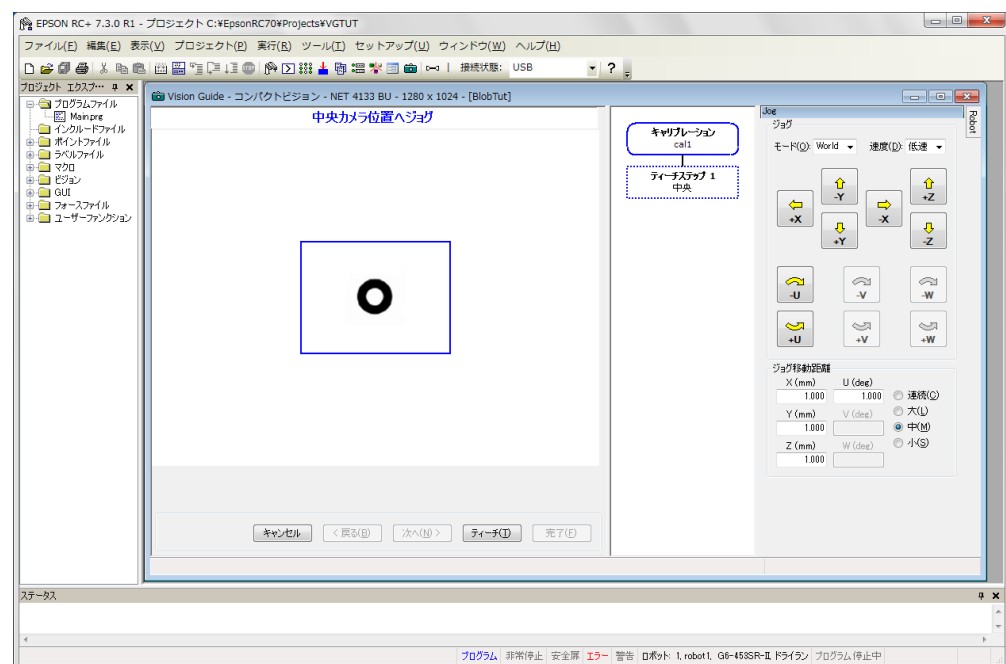 EPSON RC+ 7.3.0 R1 - プロジェクト C:¥EpsonRC70¥Projects¥VGTUT
ファイル(F) 編集(E) 表示(V) プロジェクト(P) 実行(R) ツール(T) セットアップ(U) ウィンドウ(W) ヘルプ(H)
接続状態: USB
プロジェクト エクスプ…
プログラムファイル
Main.prg
インクルードファイル
ポイントファイル
ラベルファイル
マクロ
ビジョン
GUI
フォースファイル
ユーザーファンクション
Vision Guide - コンパクトビジョン - NET 4133 BU - 1280 x 1024 - [BlobTut]
中央カメラ位置へジョグ
キャンセル
< 戻る(B)
次へ(N) >
ティーチ(T)
完了(F)
キャリブレーション
cal1
ティーチステップ 1
中央
Jog
Robot
ジョグ
モード(O): World
速度(D): 低速
+X
-Y
+Y
-X
+Z
-Z
-U
-V
-W
+U
+V
+W
ジョグ移動距離
X (mm)
U (deg)
1.000
1.000
Y (mm)
V (deg)
1.000
Z (mm)
W (deg)
1.000
連続(C)
大(L)
中(M)
小(S)
ステータス
プログラム 非常停止 安全扉 エラー 警告 ロボット: 1, robot1, G6-453SR-II, ドライラン プログラム停止中